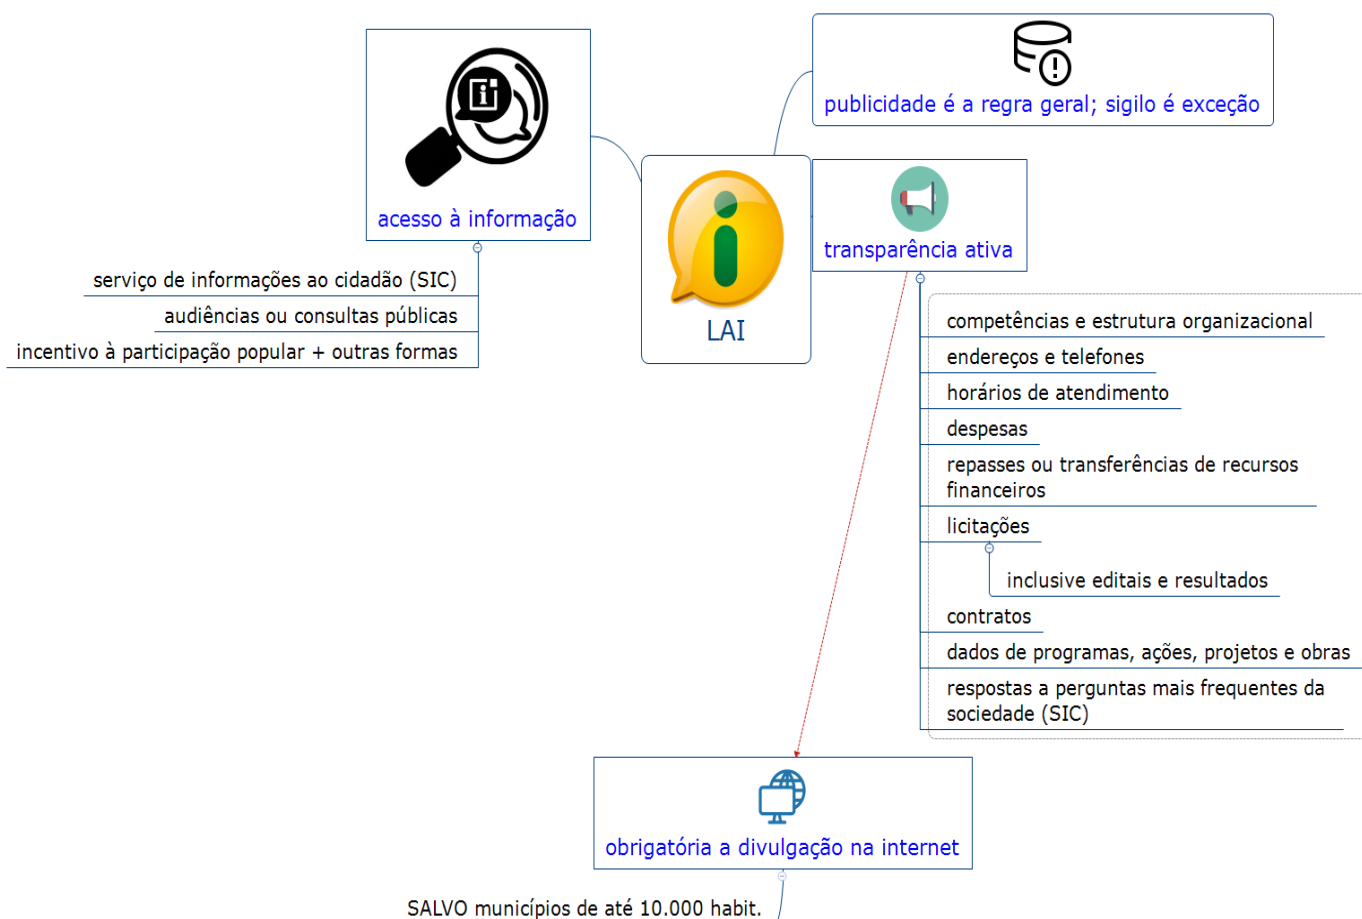 publicidade é a regra geral; sigilo é exceção
acesso à informação
serviço de informações ao cidadão (SIC)
audiências ou consultas públicas
incentivo à participação popular + outras formas
LAI
transparência ativa
competências e estrutura organizacional
endereços e telefones
horários de atendimento
despesas
repasses ou transferências de recursos
financeiros
licitações
inclusive editais e resultados
contratos
dados de programas, ações, projetos e obras
respostas a perguntas mais frequentes da
sociedade (SIC)
obrigatória a divulgação na internet
SALVO municípios de até 10.000 habit.